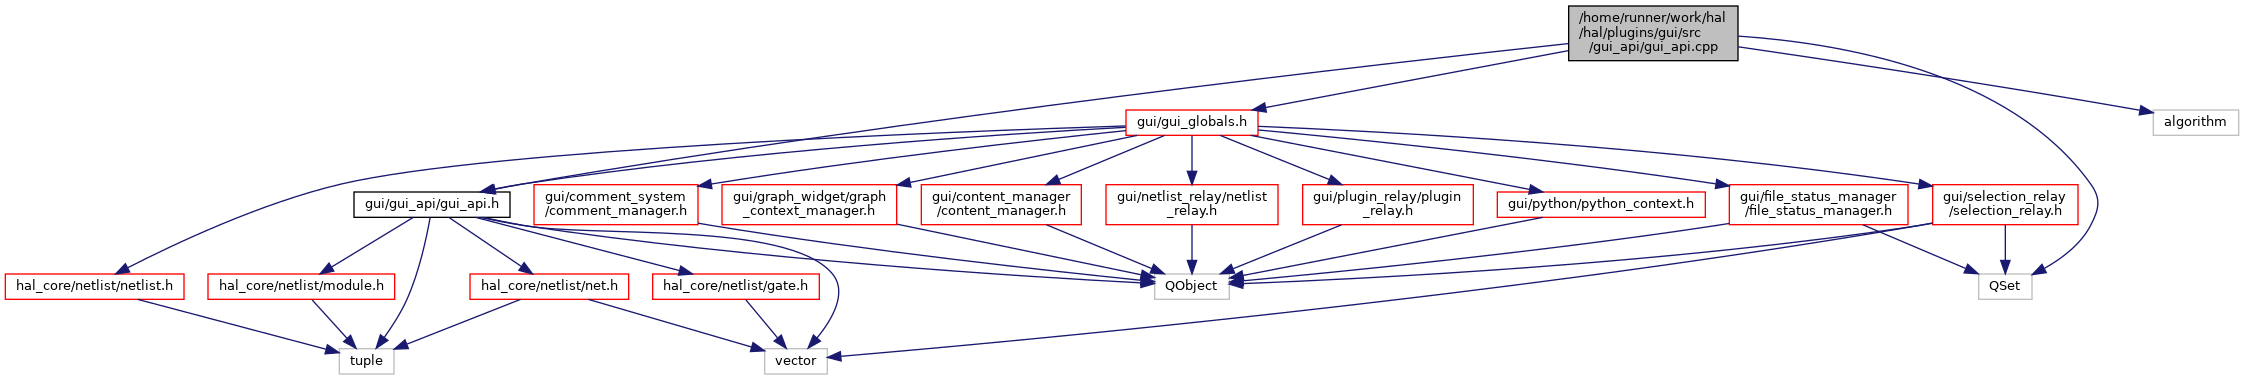 /home/runner/work/hal
/hal/plugins/gui/src
/gui_api/gui_api.cpp
gui/gui_globals.h
algorithm
gui/gui_api/gui_api.h
gui/comment_system
/comment_manager.h
gui/graph_widget/graph
_context_manager.h
gui/content_manager
/content_manager.h
gui/netlist_relay/netlist
_relay.h
gui/plugin_relay/plugin
_relay.h
gui/python/python_context.h
gui/file_status_manager
/file_status_manager.h
gui/selection_relay
/selection_relay.h
hal_core/netlist/netlist.h
hal_core/netlist/module.h
hal_core/netlist/net.h
hal_core/netlist/gate.h
QObject
QSet
tuple
vector